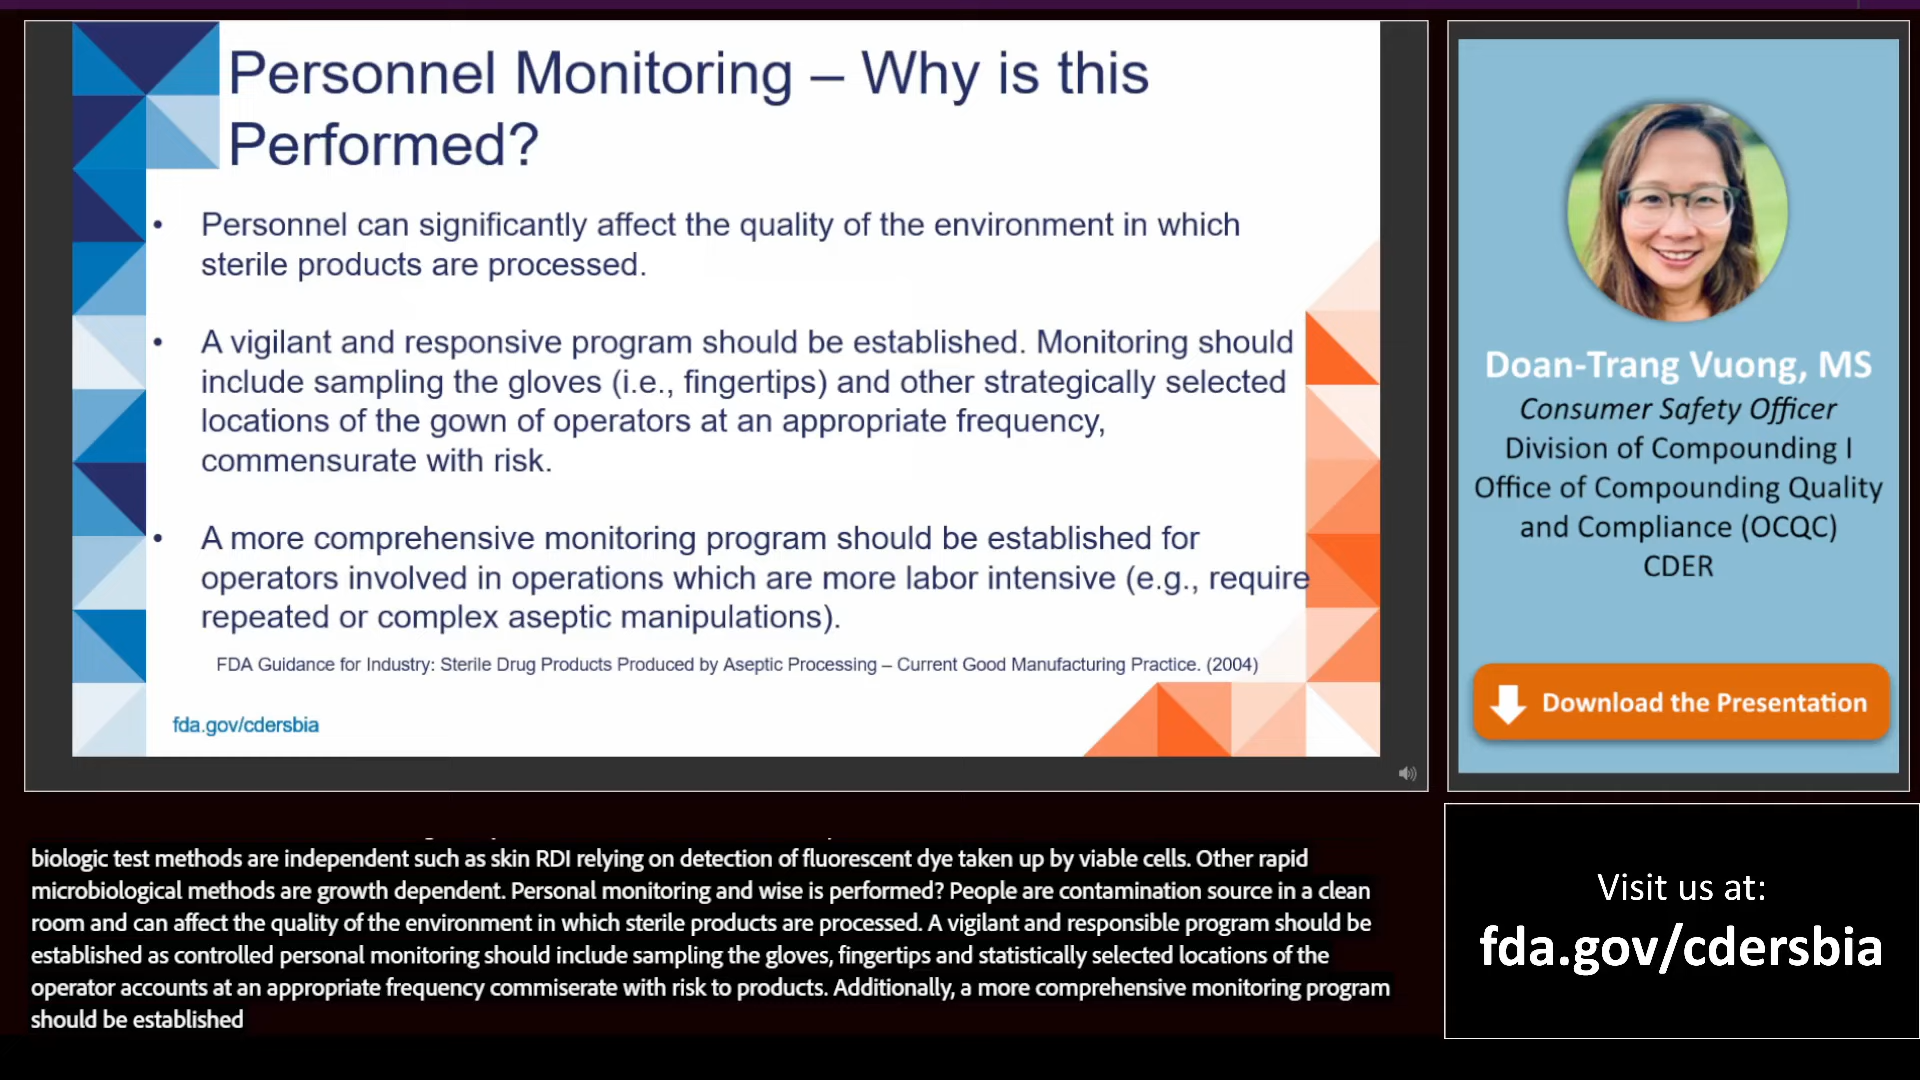 Personnel Monitoring – Why is this
Performed?
• Personnel can significantly affect the quality of the environment in which
sterile products are processed.
• A vigilant and responsive program should be established. Monitoring should
include sampling the gloves (i.e., fingertips) and other strategically selected
locations of the gown of operators at an appropriate frequency,
commensurate with risk.
• A more comprehensive monitoring program should be established for
operators involved in operations which are more labor intensive (e.g., require
repeated or complex aseptic manipulations).
FDA Guidance for Industry: Sterile Drug Products Produced by Aseptic Processing – Current Good Manufacturing Practice. (2004)
fda.gov/cdersbia
Doan-Trang Vuong, MS
Consumer Safety Officer
Division of Compounding I
Office of Compounding Quality
and Compliance (OCQC)
CDER
Download the Presentation
biologic test methods are independent such as skin RDI relying on detection of fluorescent dye taken up by viable cells. Other rapid
microbiological methods are growth dependent. Personal monitoring and wise is performed? People are contamination source in a clean
room and can affect the quality of the environment in which sterile products are processed. A vigilant and responsible program should be
established as controlled personal monitoring should include sampling the gloves, fingertips and statistically selected locations of the
operator accounts at an appropriate frequency commiserate with risk to products. Additionally, a more comprehensive monitoring program
should be established
Visit us at:
fda.gov/cdersbia